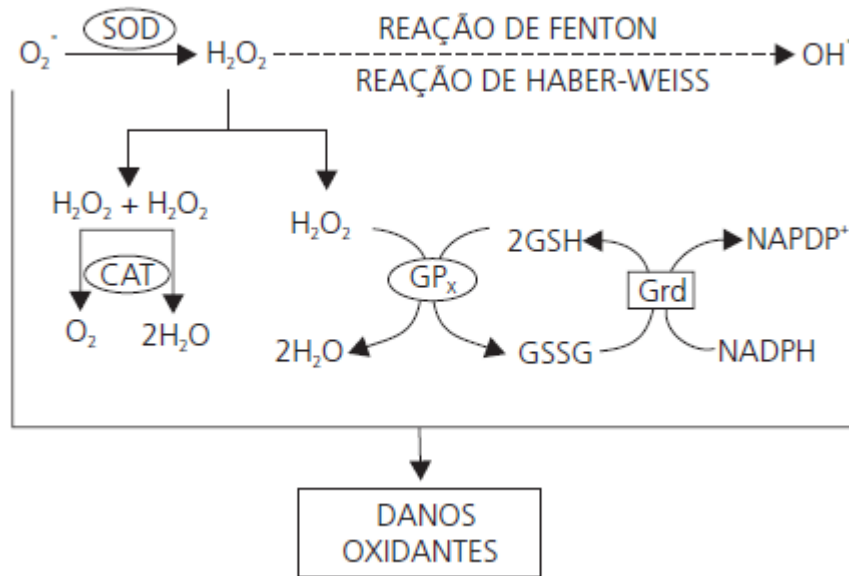 SOD
REAÇÃO DE FENTON
O₂⁻ H₂O₂ OH⁻
REAÇÃO DE HABER-WEISS
H₂O₂ + H₂O₂
H₂O₂ 2GSH NAPDP⁺
CAT GPₓ Grd
O₂ 2H₂O
2H₂O GSSG NADPH
DANOS
OXIDANTES